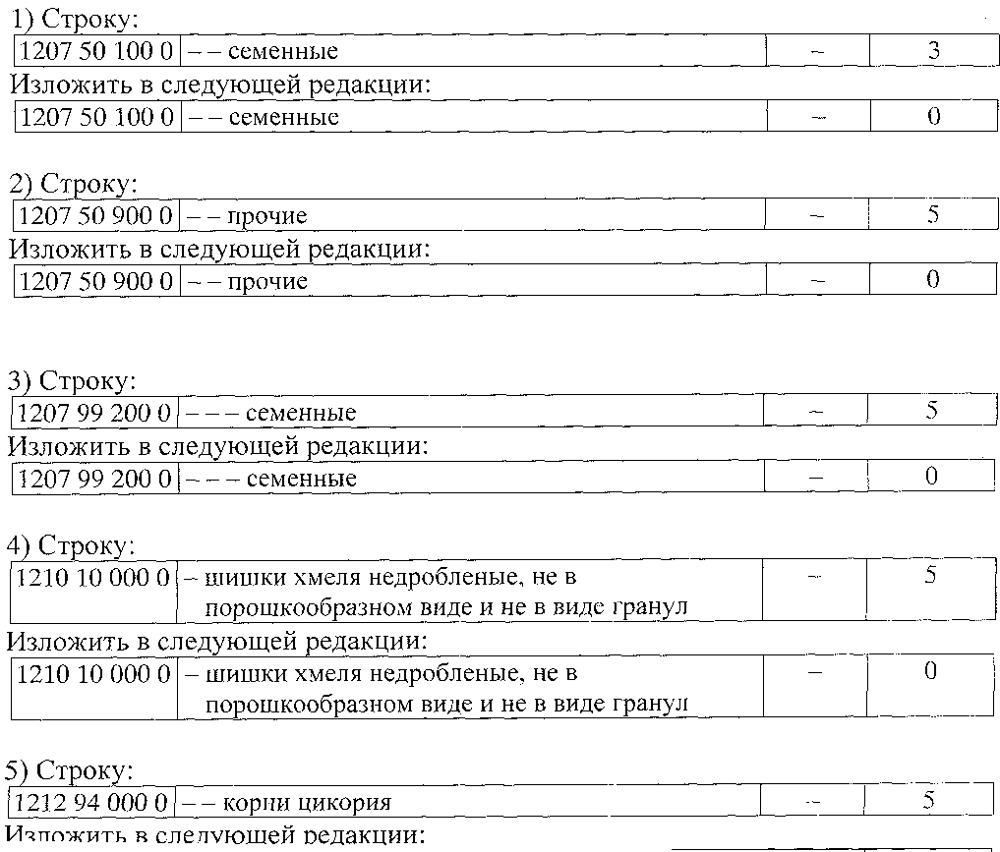 1) Строку:
1207 50 100 0 – – семенные – 3
Изложить в следующей редакции:
1207 50 100 0 – – семенные – 0
2) Строку:
1207 50 900 0 – – прочие – 5
Изложить в следующей редакции:
1207 50 900 0 – – прочие – 0
3) Строку:
1207 99 200 0 – – – семенные – 5
Изложить в следующей редакции:
1207 99 200 0 – – – семенные – 0
4) Строку:
1210 10 000 0 – шишки хмеля недробленые, не в – 5
порошкообразном виде и не в виде гранул
Изложить в следующей редакции:
1210 10 000 0 – шишки хмеля недробленые, не в – 0
порошкообразном виде и не в виде гранул
5) Строку:
1212 94 000 0 – – корни цикория – 5
Изложить в следующей редакции: